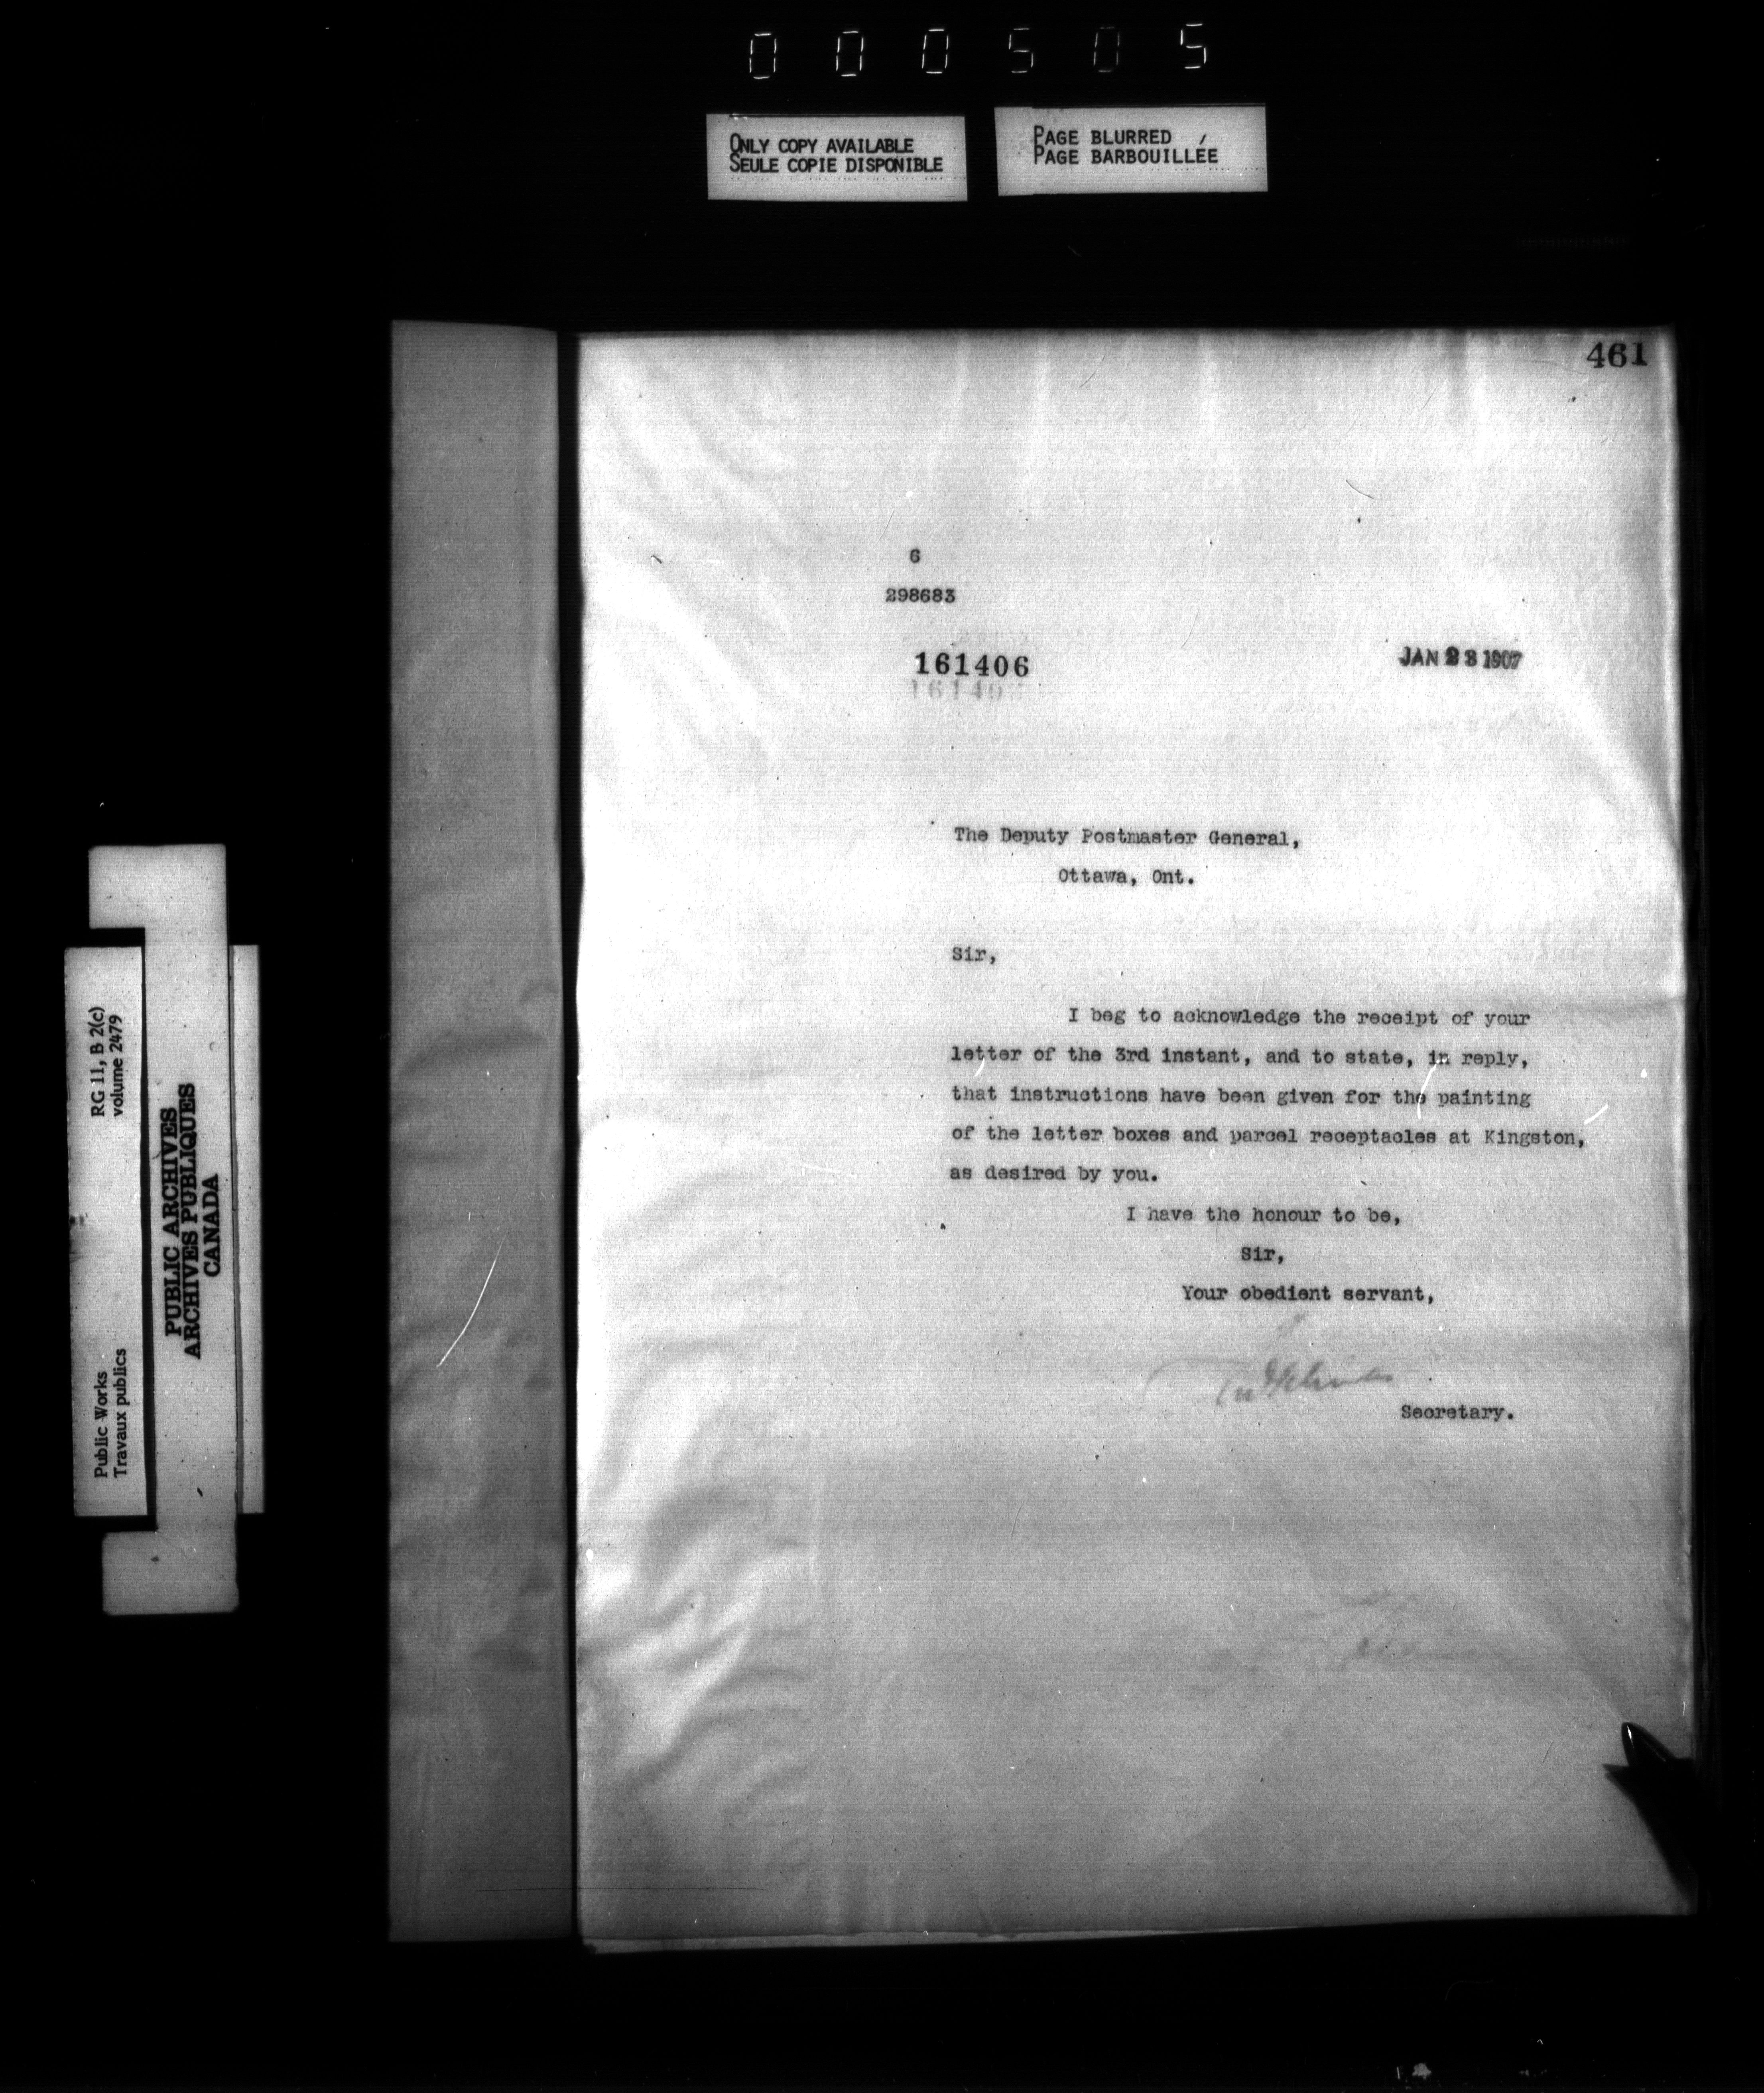 000505
ONLY COPY AVAILABLE
SEULE COPIE DISPONIBLE
PAGE BLURRED
PAGE BARBOUILLÉE
461
6
298683
161406
JAN 23 1907
The Deputy Postmaster General,
Ottawa, Ont.
Sir,
I beg to acknowledge the receipt of your
letter of the 3rd instant, and to state, in reply,
that instructions have been given for the painting
of the letter boxes and parcel receptacles at Kingston,
as desired by you.
I have the honour to be,
Sir,
Your obedient servant,
Secretary.
RG 11, B 2(c)
volume 2479
Public Works
Travaux publics
PUBLIC ARCHIVES
ARCHIVES PUBLIQUES
CANADA